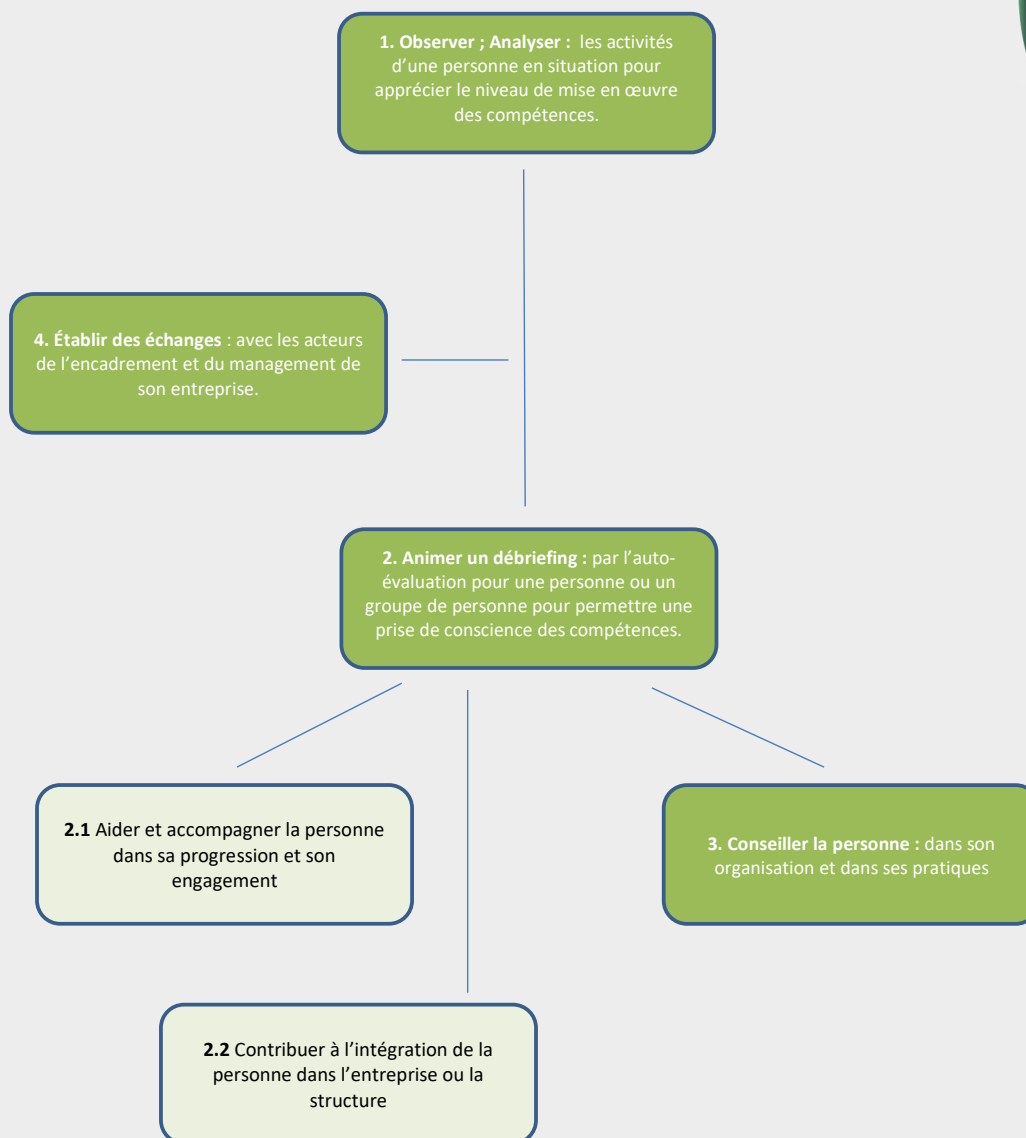 1. Observer ; Analyser : les activités
d’une personne en situation pour
apprécier le niveau de mise en œuvre
des compétences.
4. Établir des échanges : avec les acteurs
de l’encadrement et du management de
son entreprise.
2. Animer un débriefing : par l’auto-
évaluation pour une personne ou un
groupe de personne pour permettre une
prise de conscience des compétences.
2.1 Aider et accompagner la personne
dans sa progression et son
engagement
3. Conseiller la personne : dans son
organisation et dans ses pratiques
2.2 Contribuer à l’intégration de la
personne dans l’entreprise ou la
structure